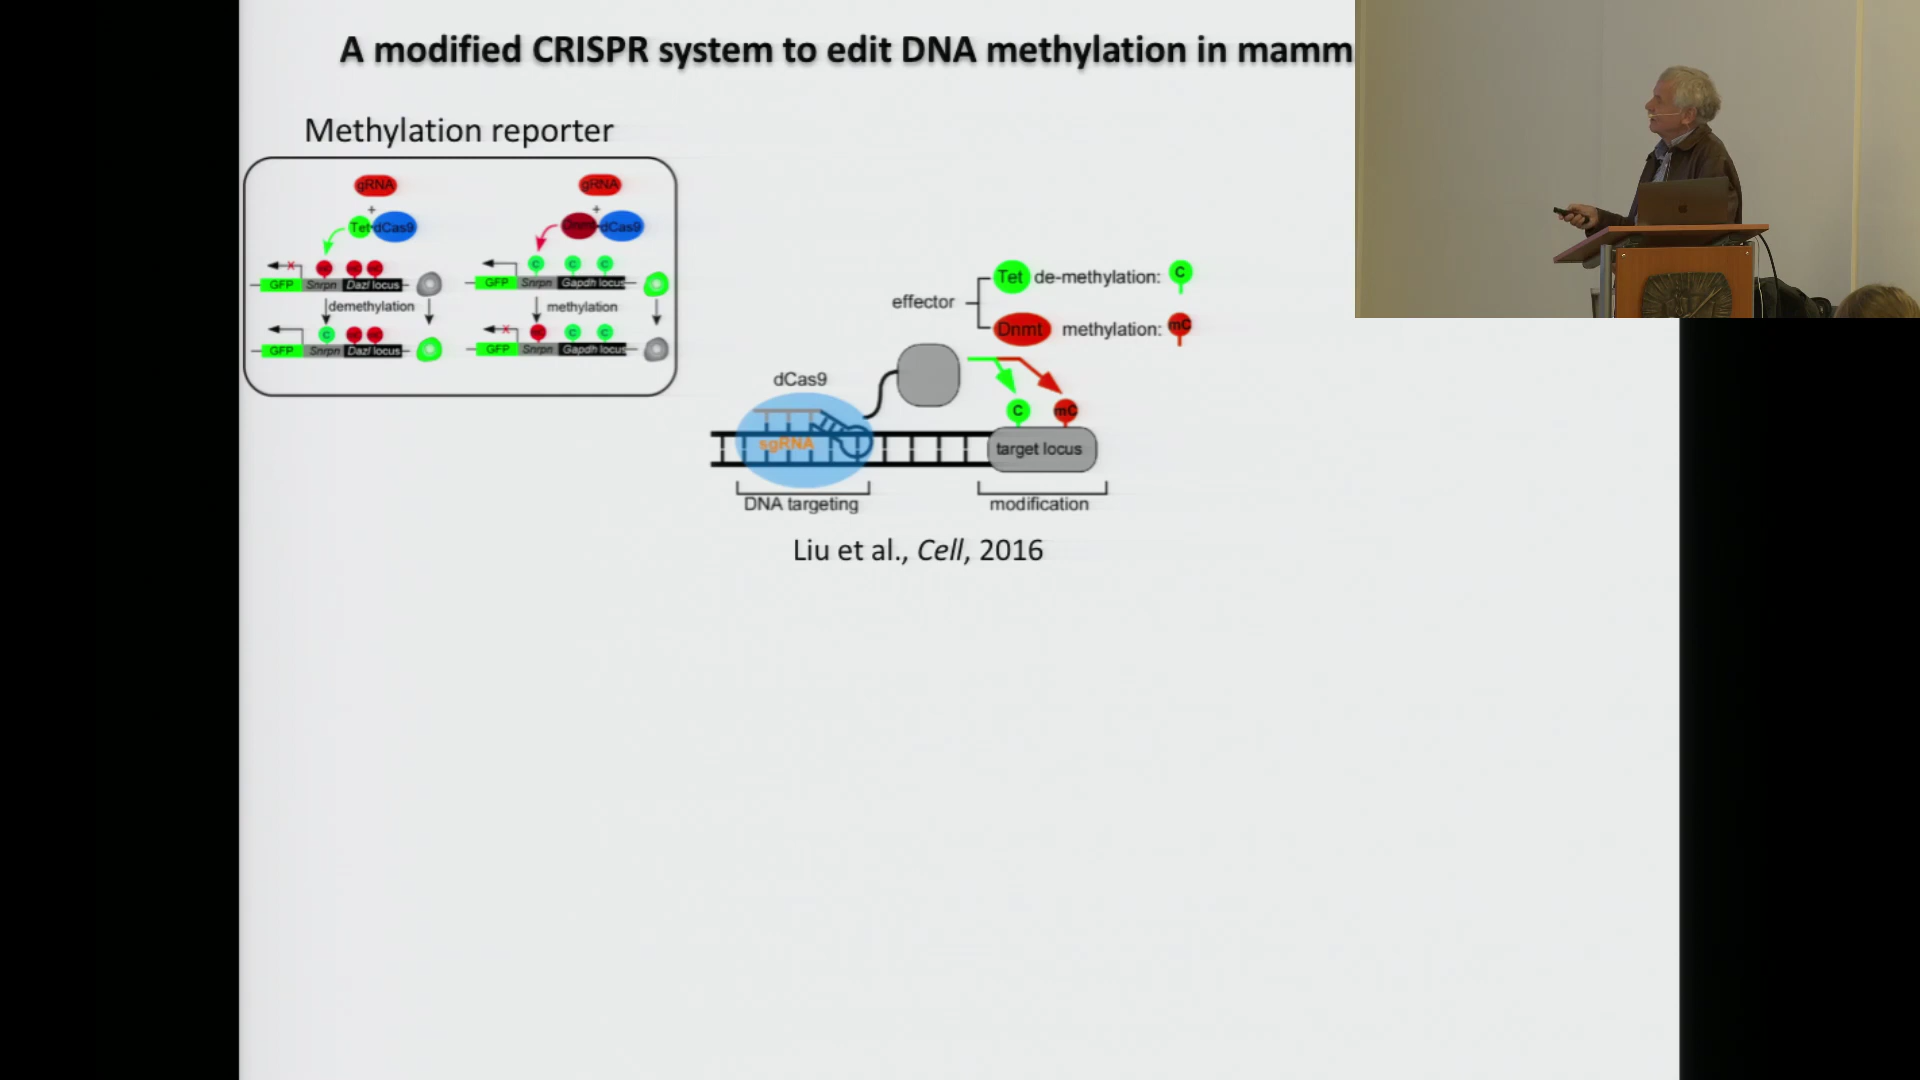 A modified CRISPR system to edit DNA methylation in mamm
Methylation reporter
gRNA
+
Tet dCas9
GFP Snrpn Dazl locus
demethylation
C
GFP Snrpn Dazl locus
gRNA
+
Dnmt dCas9
C C C
GFP Snrpn Gapdh locus
methylation
C C
GFP Snrpn Gapdh locus
effector
Tet de-methylation: C
Dnmt methylation: mC
dCas9
sgRNA
C mC
target locus
DNA targeting
modification
Liu et al., Cell, 2016